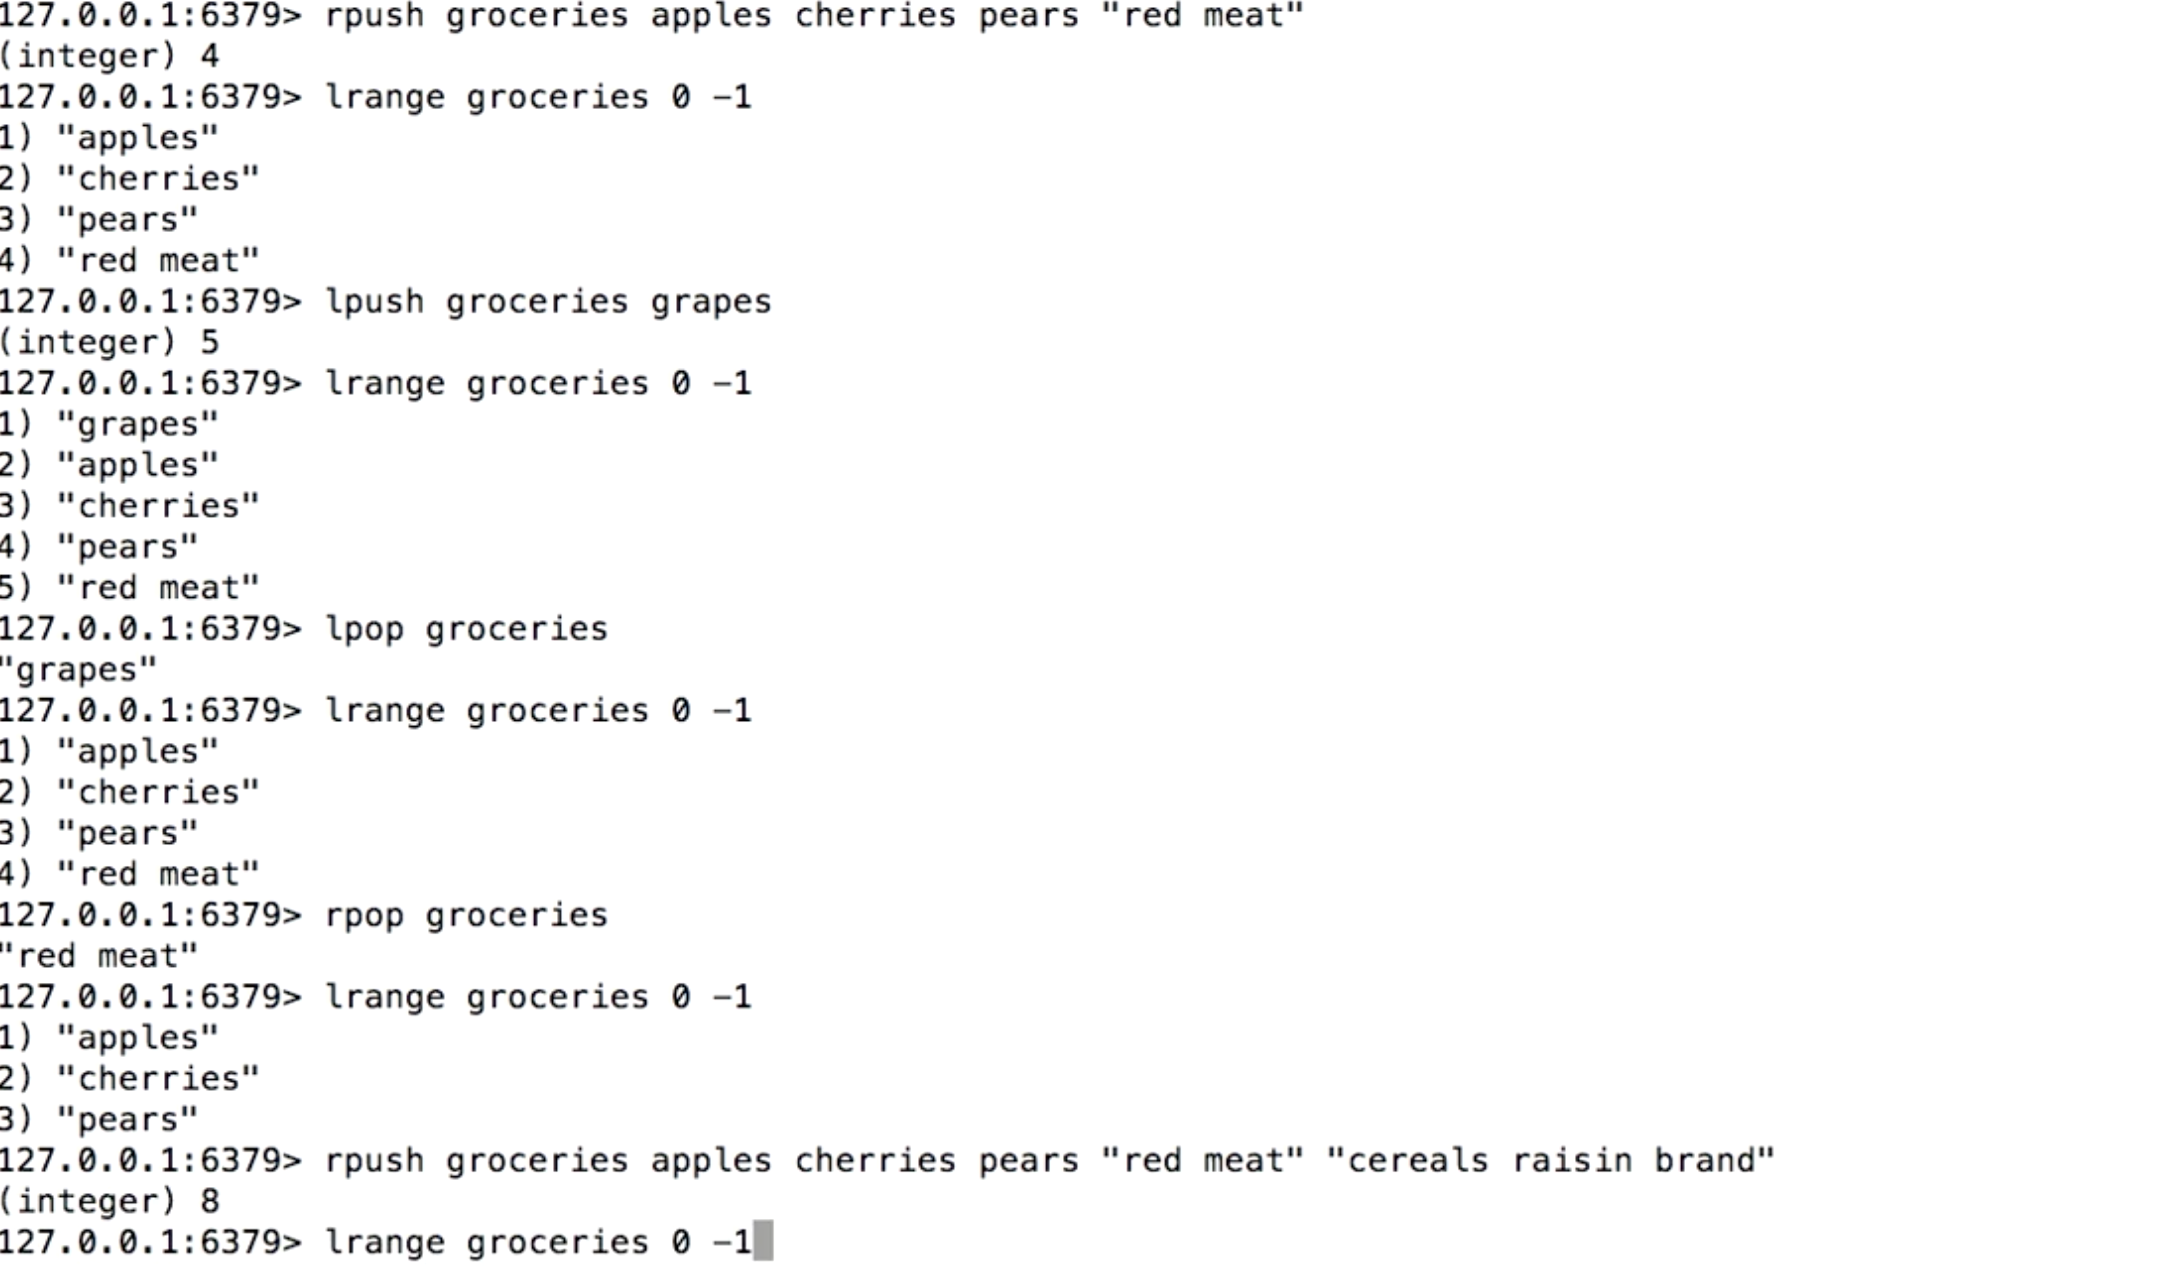 127.0.0.1:6379> rpush groceries apples cherries pears "red meat"
(integer) 4
127.0.0.1:6379> lrange groceries 0 -1
1) "apples"
2) "cherries"
3) "pears"
4) "red meat"
127.0.0.1:6379> lpush groceries grapes
(integer) 5
127.0.0.1:6379> lrange groceries 0 -1
1) "grapes"
2) "apples"
3) "cherries"
4) "pears"
5) "red meat"
127.0.0.1:6379> lpop groceries
"grapes"
127.0.0.1:6379> lrange groceries 0 -1
1) "apples"
2) "cherries"
3) "pears"
4) "red meat"
127.0.0.1:6379> rpop groceries
"red meat"
127.0.0.1:6379> lrange groceries 0 -1
1) "apples"
2) "cherries"
3) "pears"
127.0.0.1:6379> rpush groceries apples cherries pears "red meat" "cereals raisin brand"
(integer) 8
127.0.0.1:6379> lrange groceries 0 -1